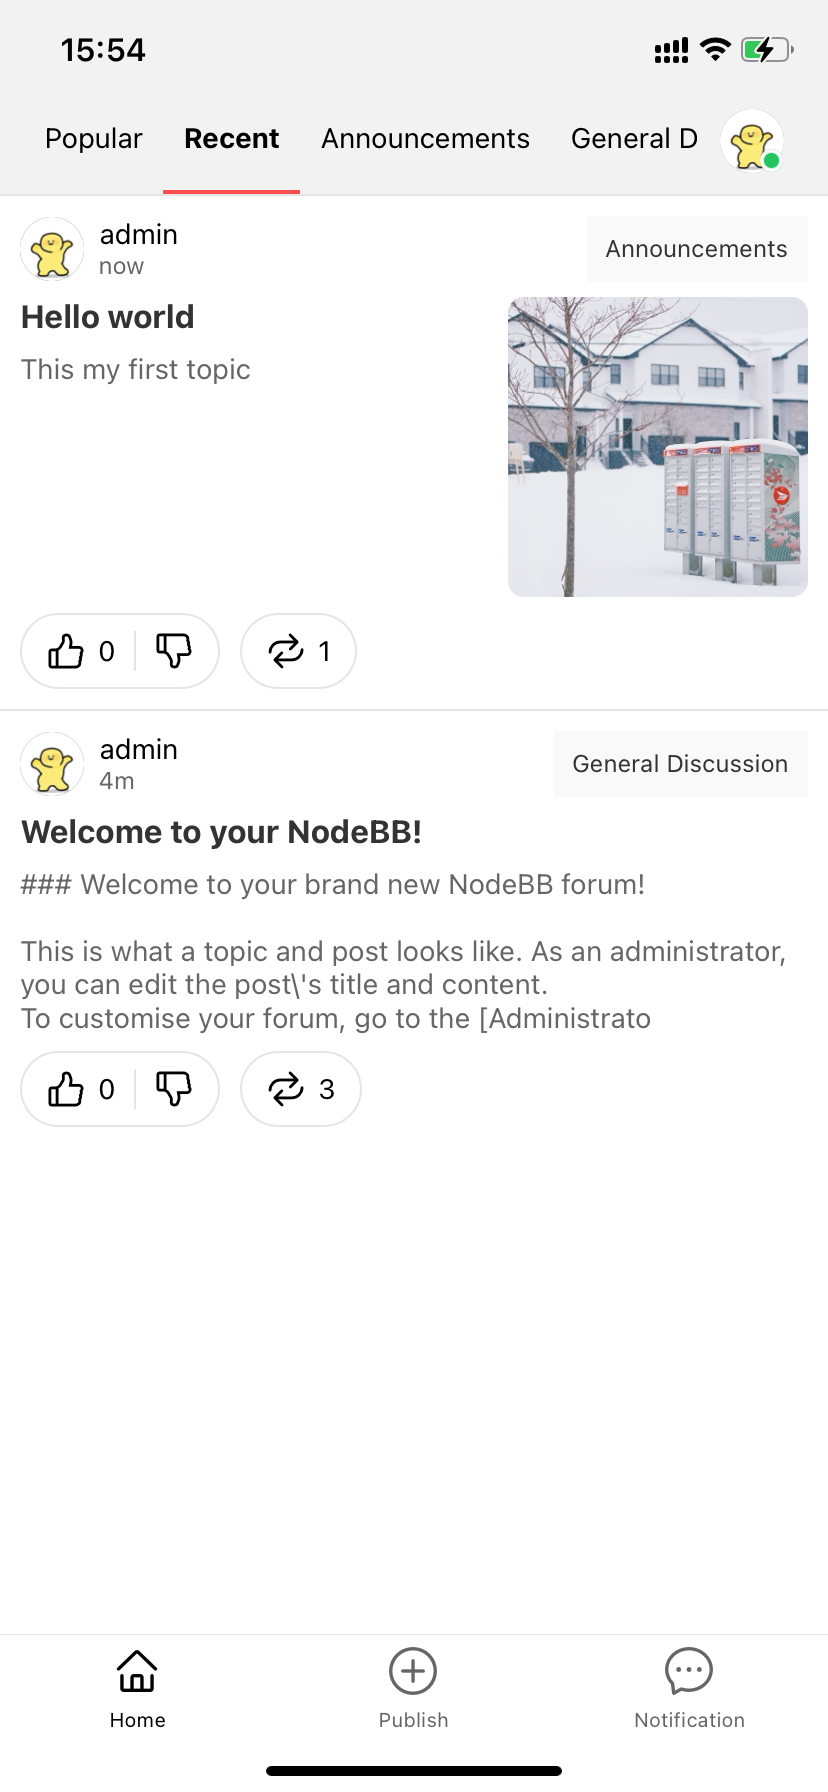 15:54
Popular Recent Announcements General D
admin
now
Announcements
Hello world
This my first topic
0
1
admin
4m
General Discussion
Welcome to your NodeBB!
### Welcome to your brand new NodeBB forum!
This is what a topic and post looks like. As an administrator,
you can edit the post\'s title and content.
To customise your forum, go to the [Administrato
0
3
Home Publish Notification